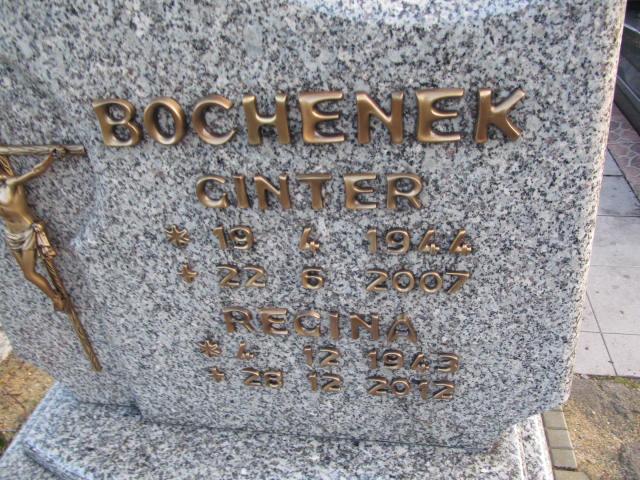 BOCHENEK
GINTER
* 19 4 1944
+ 22 6 2007
REGINA
* 4 12 1943
+ 28 12 2012